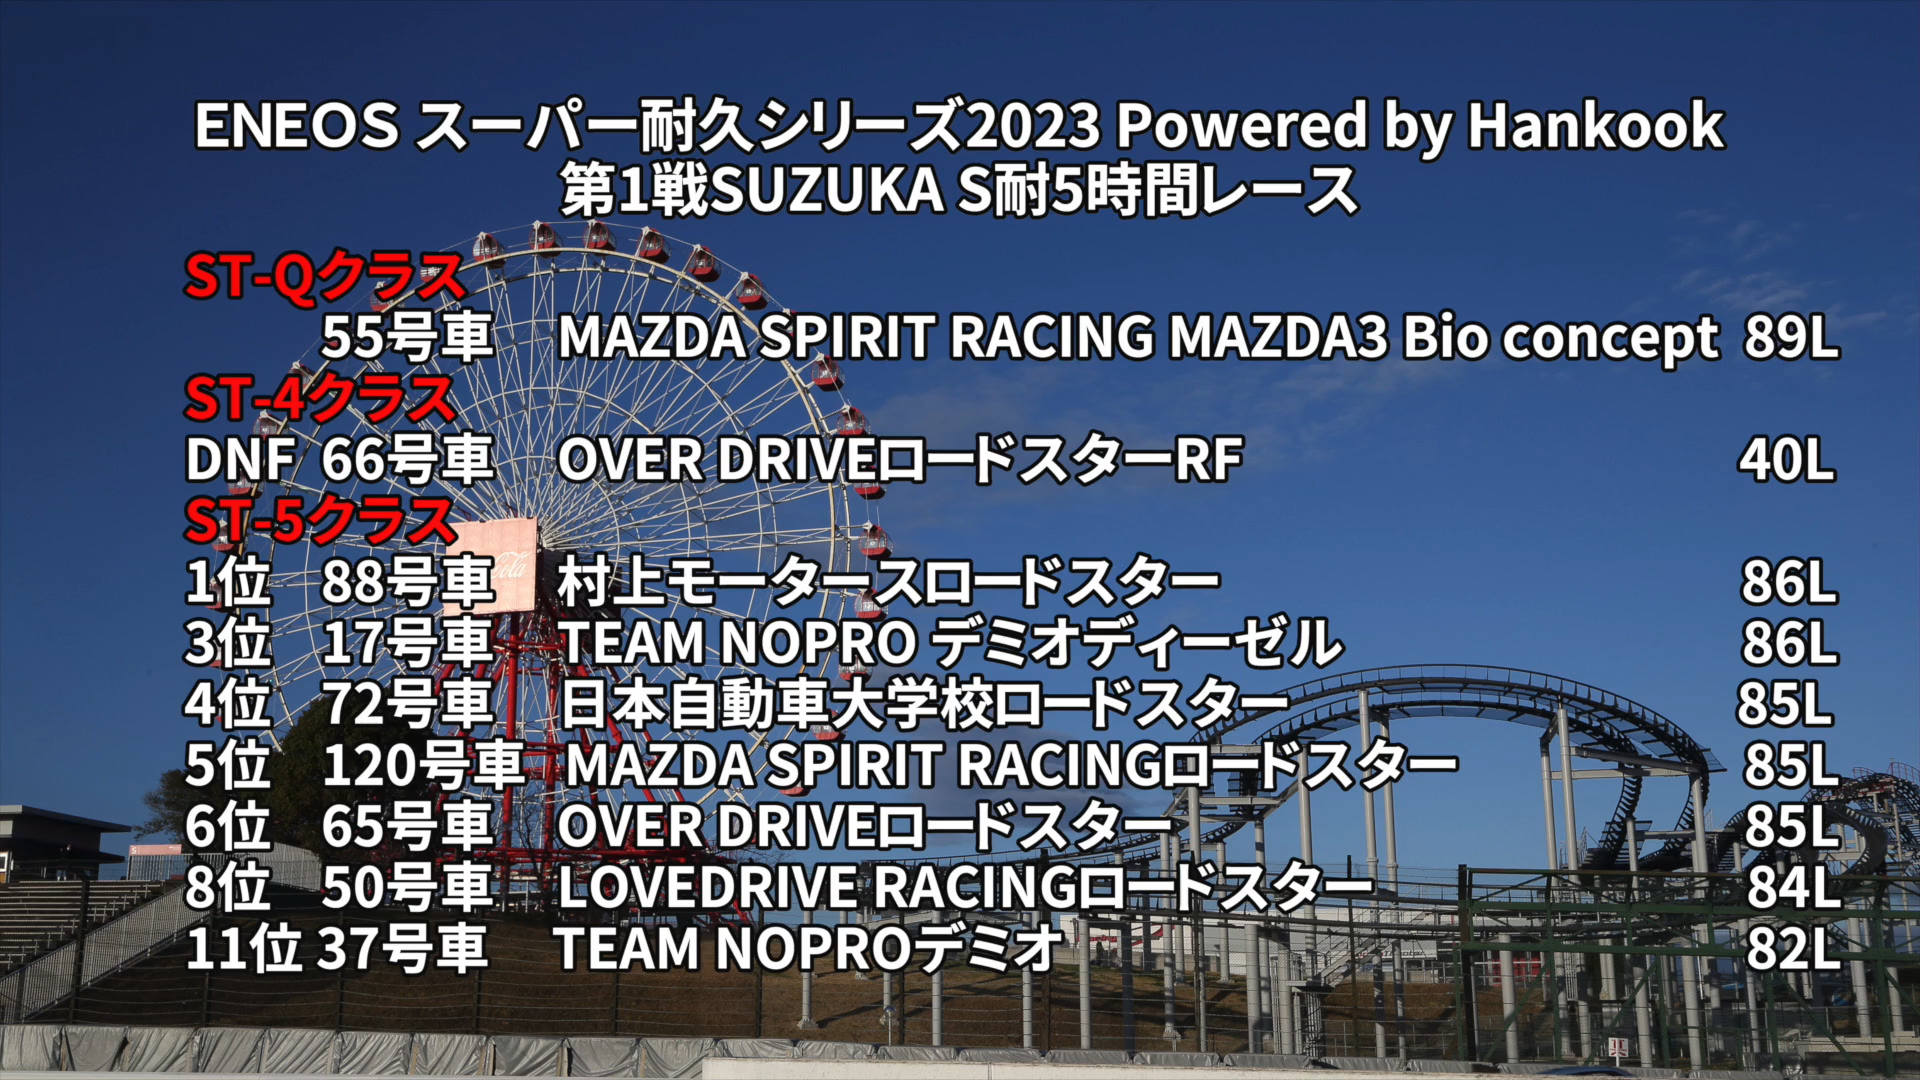 ENEOS スーパー耐久シリーズ2023 Powered by Hankook
第1戦SUZUKA S耐5時間レース
ST-Qクラス
55号車 MAZDA SPIRIT RACING MAZDA3 Bio concept 89L
ST-4クラス
DNF 66号車 OVER DRIVEロードスターRF 40L
ST-5クラス
1位 88号車 村上モータースロードスター 86L
3位 17号車 TEAM NOPRO デミオディーゼル 86L
4位 72号車 日本自動車大学校ロードスター 85L
5位 120号車 MAZDA SPIRIT RACINGロードスター 85L
6位 65号車 OVER DRIVEロードスター 85L
8位 50号車 LOVEDRIVE RACINGロードスター 84L
11位 37号車 TEAM NOPROデミオ 82L